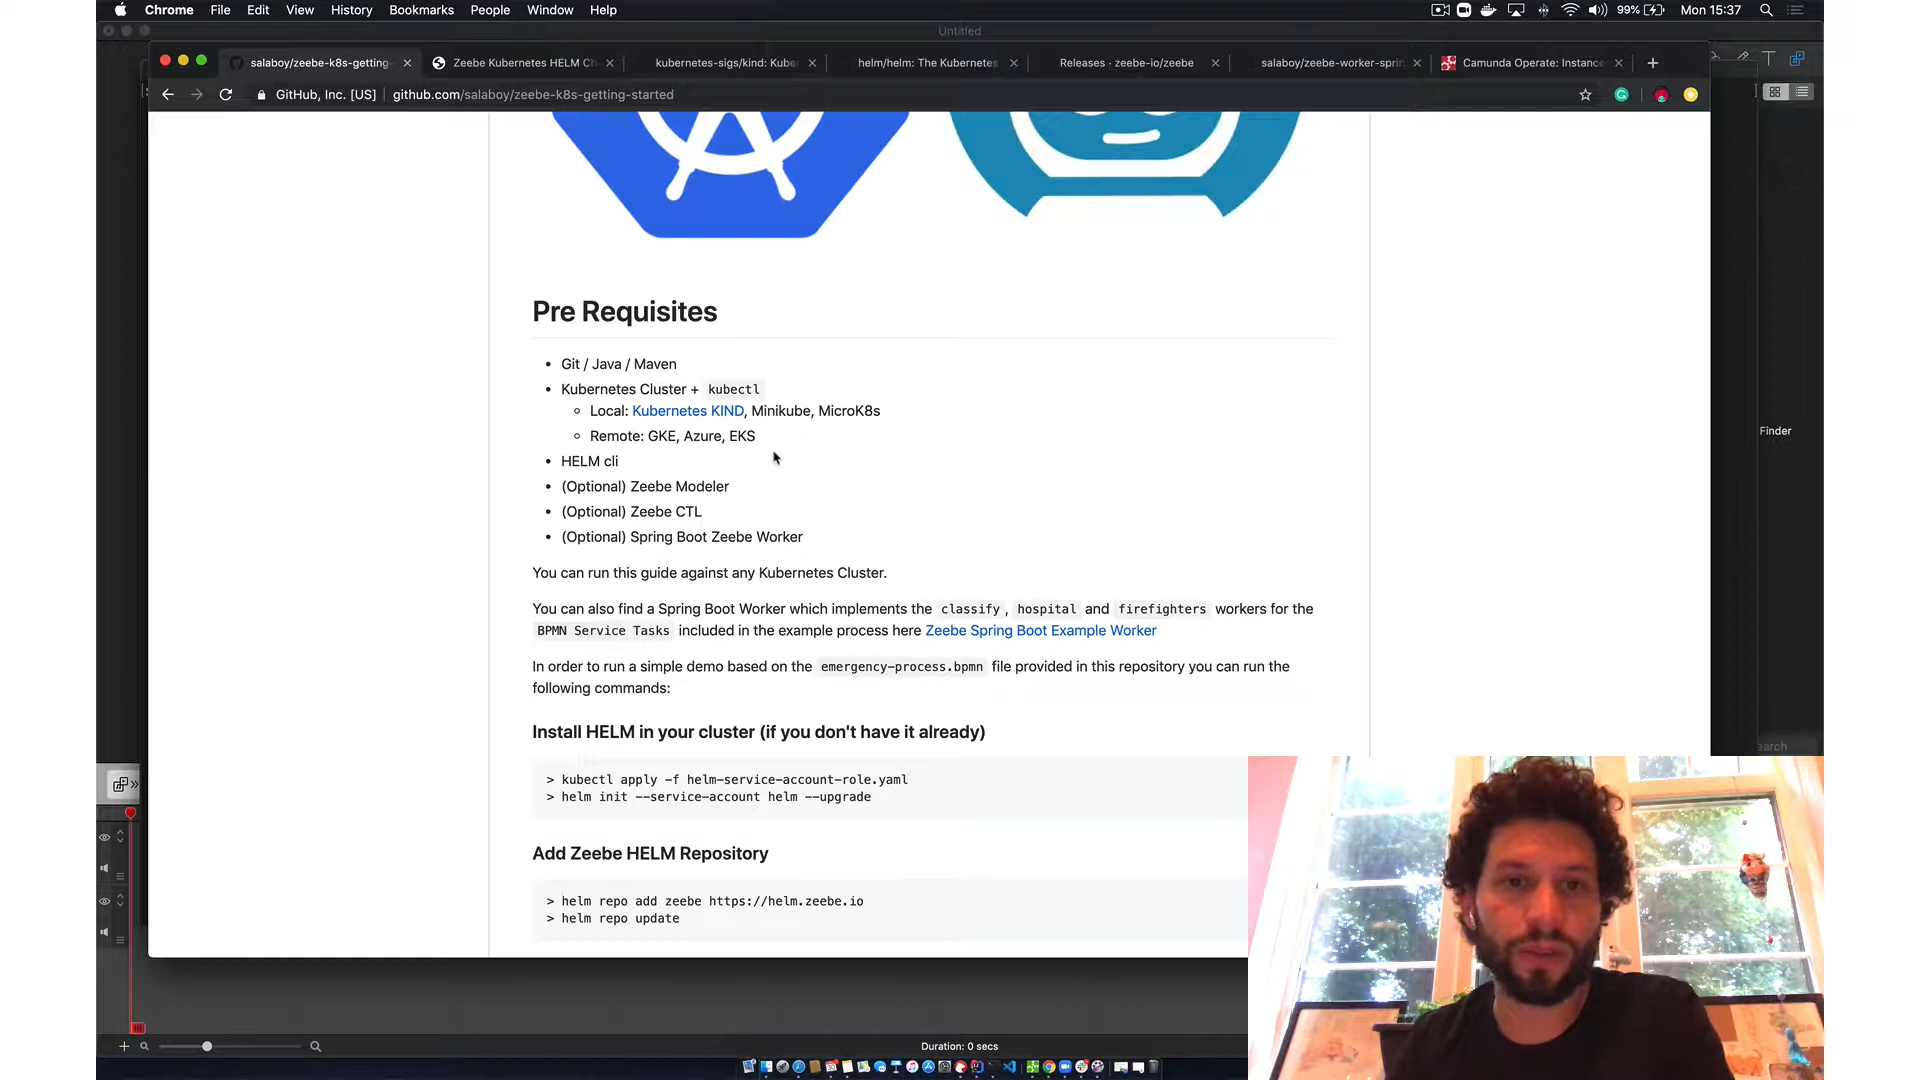 Chrome File Edit View History Bookmarks People Window Help
99% Mon 15:37
Untitled
salaboy/zeebe-k8s-getting-
Zeebe Kubernetes HELM Ch
kubernetes-sigs/kind: Kuber
helm/helm: The Kubernetes
Releases · zeebe-io/zeebe
salaboy/zeebe-worker-sprin
Camunda Operate: Instance
GitHub, Inc. [US] github.com/salaboy/zeebe-k8s-getting-started
Pre Requisites
Git / Java / Maven
Kubernetes Cluster + kubectl
Local: Kubernetes KIND, Minikube, MicroK8s
Remote: GKE, Azure, EKS
HELM cli
(Optional) Zeebe Modeler
(Optional) Zeebe CTL
(Optional) Spring Boot Zeebe Worker
You can run this guide against any Kubernetes Cluster.
You can also find a Spring Boot Worker which implements the classify, hospital and firefighters workers for the
BPMN Service Tasks included in the example process here Zeebe Spring Boot Example Worker
In order to run a simple demo based on the emergency-process.bpmn file provided in this repository you can run the
following commands:
Install HELM in your cluster (if you don't have it already)
> kubectl apply -f helm-service-account-role.yaml
> helm init --service-account helm --upgrade
Add Zeebe HELM Repository
> helm repo add zeebe https://helm.zeebe.io
> helm repo update
Finder
earch
Duration: 0 secs